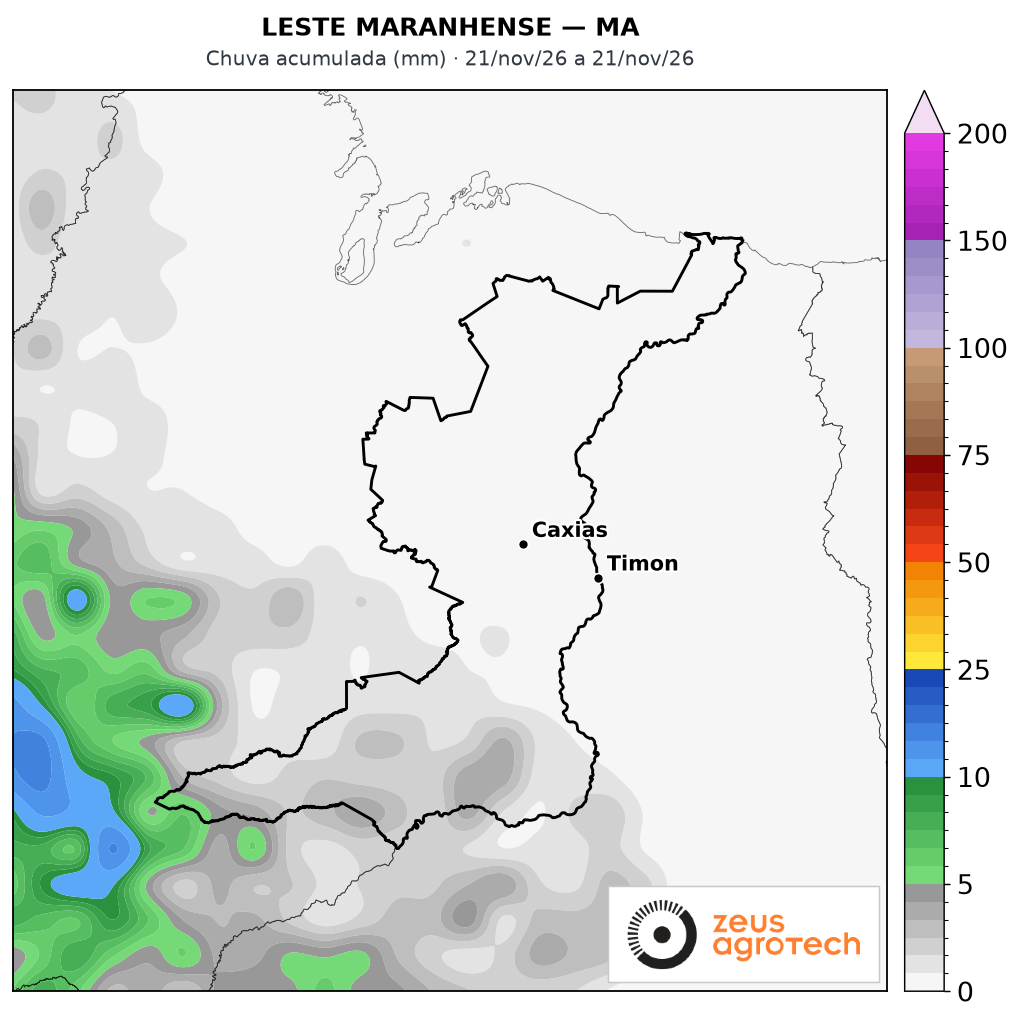 LESTE MARANHENSE — MA
Chuva acumulada (mm) · 21/nov/26 a 21/nov/26
200
150
100
75
50
25
10
5
0
Caxias
Timon
zeus
agrotech